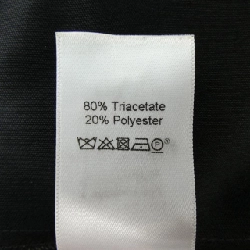 80% Triacetate
20% Polyester